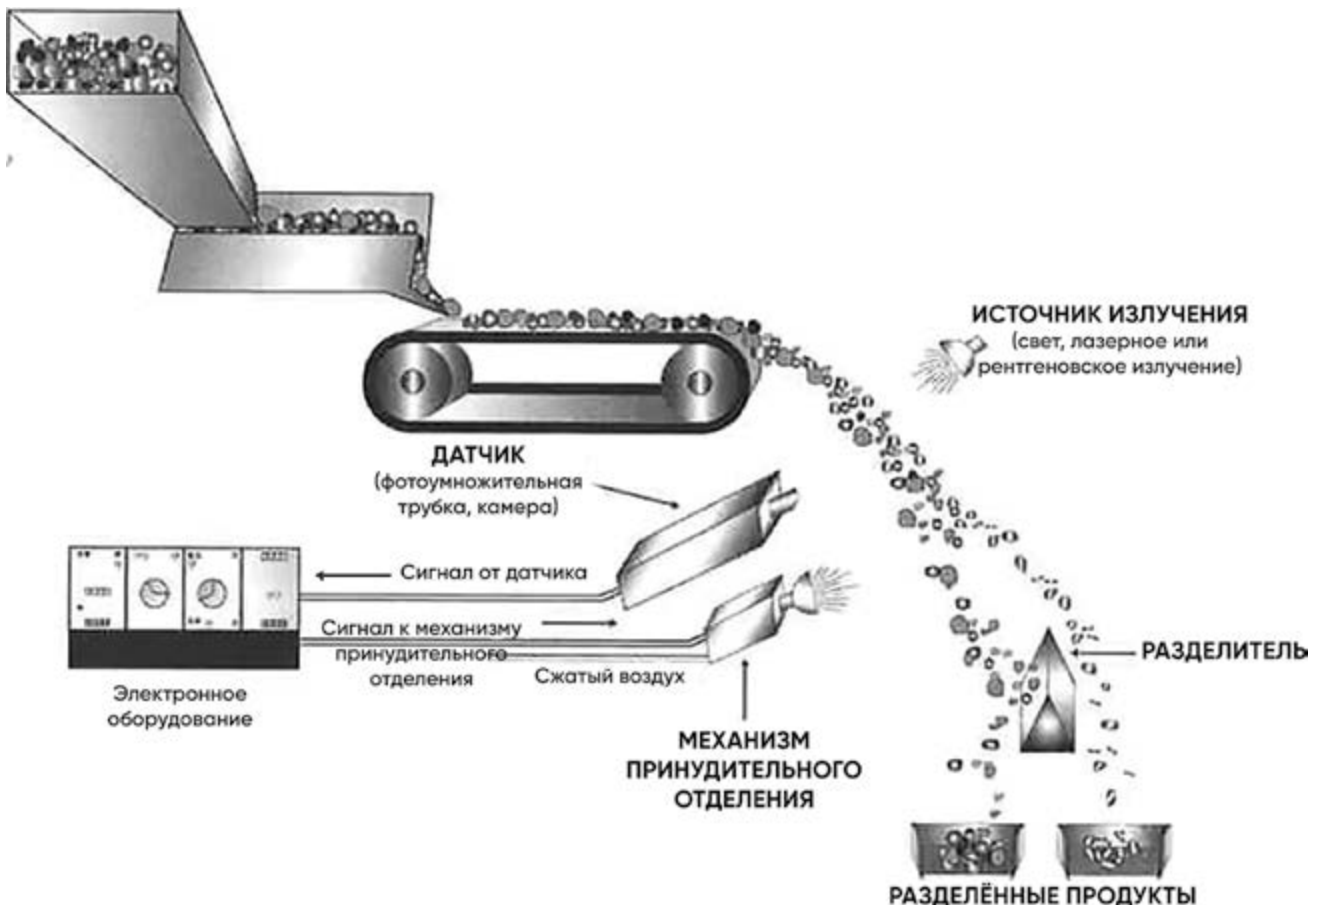 ИСТОЧНИК ИЗЛУЧЕНИЯ
(свет, лазерное или
рентгеновское излучение)
ДАТЧИК
(фотоумножительная
трубка, камера)
Сигнал от датчика
Сигнал к механизму
принудительного
отделения
Сжатый воздух
Электронное
оборудование
МЕХАНИЗМ
ПРИНУДИТЕЛЬНОГО
ОТДЕЛЕНИЯ
РАЗДЕЛИТЕЛЬ
РАЗДЕЛЁННЫЕ ПРОДУКТЫ